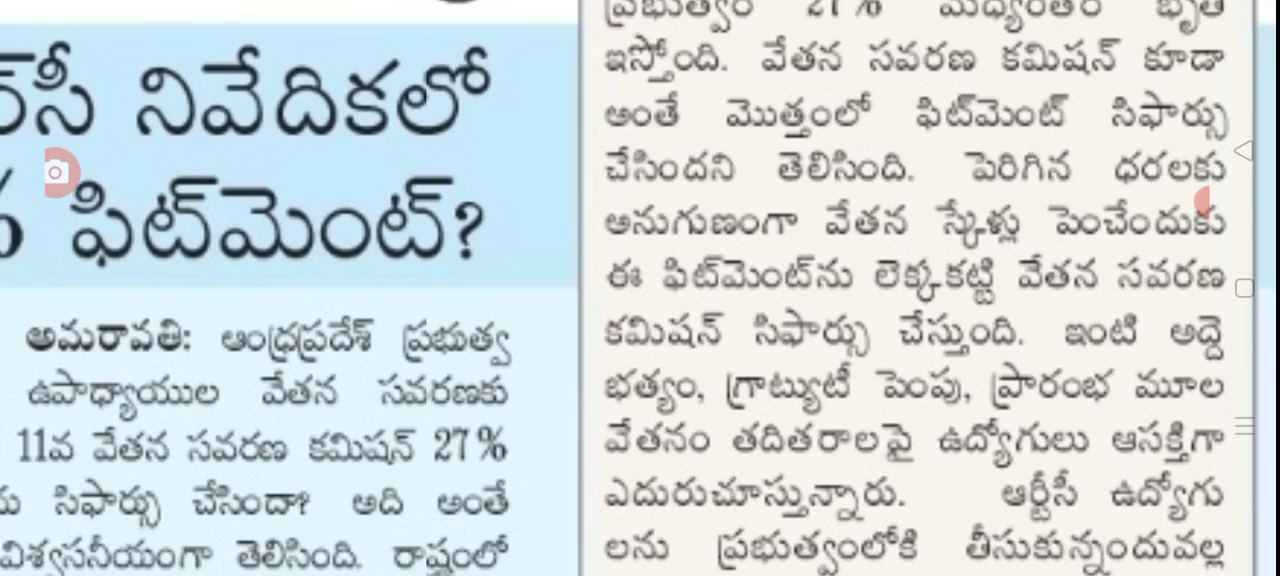 నివేదికలో
ఫిట్‌మెంట్?
అమరావతి: ఆంధ్రప్రదేశ్ ప్రభుత్వ
ఉపాధ్యాయుల వేతన సవరణకు
11వ వేతన సవరణ కమిషన్ 27%
సిఫార్సు చేసిందా? అది అంతే
విశ్వసనీయంగా తెలిసింది. రాష్ట్రంలో
ప్రభుత్వం 27% మధ్యంతర భృతి
ఇస్తోంది. వేతన సవరణ కమిషన్ కూడా
అంతే మొత్తంలో ఫిట్‌మెంట్ సిఫార్సు
చేసిందని తెలిసింది. పెరిగిన ధరలకు
అనుగుణంగా వేతన స్కేళ్లు పెంచేందుకు
ఈ ఫిట్‌మెంట్‌ను లెక్కకట్టి వేతన సవరణ
కమిషన్ సిఫార్సు చేస్తుంది. ఇంటి అద్దె
భత్యం, గ్రాట్యుటీ పెంపు, ప్రారంభ మూల
వేతనం తదితరాలపై ఉద్యోగులు ఆసక్తిగా
ఎదురుచూస్తున్నారు. ఆర్టీసీ ఉద్యోగు
లను ప్రభుత్వంలోకి తీసుకున్నందువల్ల